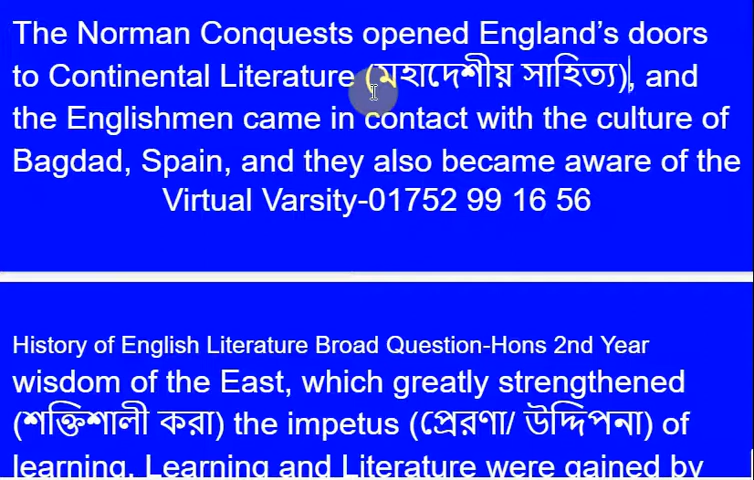 The Norman Conquests opened England’s doors
to Continental Literature (মহাদেশীয় সাহিত্য), and
the Englishmen came in contact with the culture of
Bagdad, Spain, and they also became aware of the
Virtual Varsity-01752 99 16 56
History of English Literature Broad Question-Hons 2nd Year
wisdom of the East, which greatly strengthened
(শক্তিশালী করা) the impetus (প্রেরণা/ উদ্দিপনা) of
learning. Learning and Literature were gained by